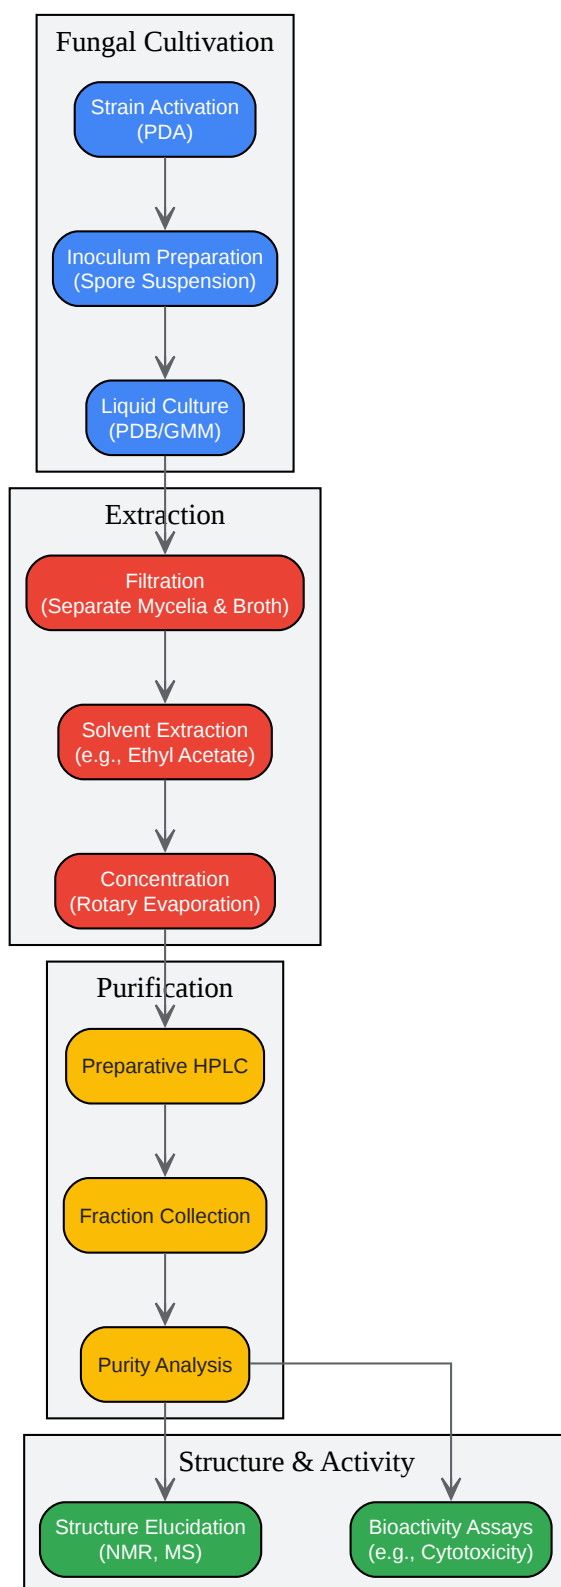 Fungal Cultivation
Strain Activation
(PDA)
Inoculum Preparation
(Spore Suspension)
Liquid Culture
(PDB/GMM)
Extraction
Filtration
(Separate Mycelia & Broth)
Solvent Extraction
(e.g., Ethyl Acetate)
Concentration
(Rotary Evaporation)
Purification
Preparative HPLC
Fraction Collection
Purity Analysis
Structure & Activity
Structure Elucidation
(NMR, MS)
Bioactivity Assays
(e.g., Cytotoxicity)